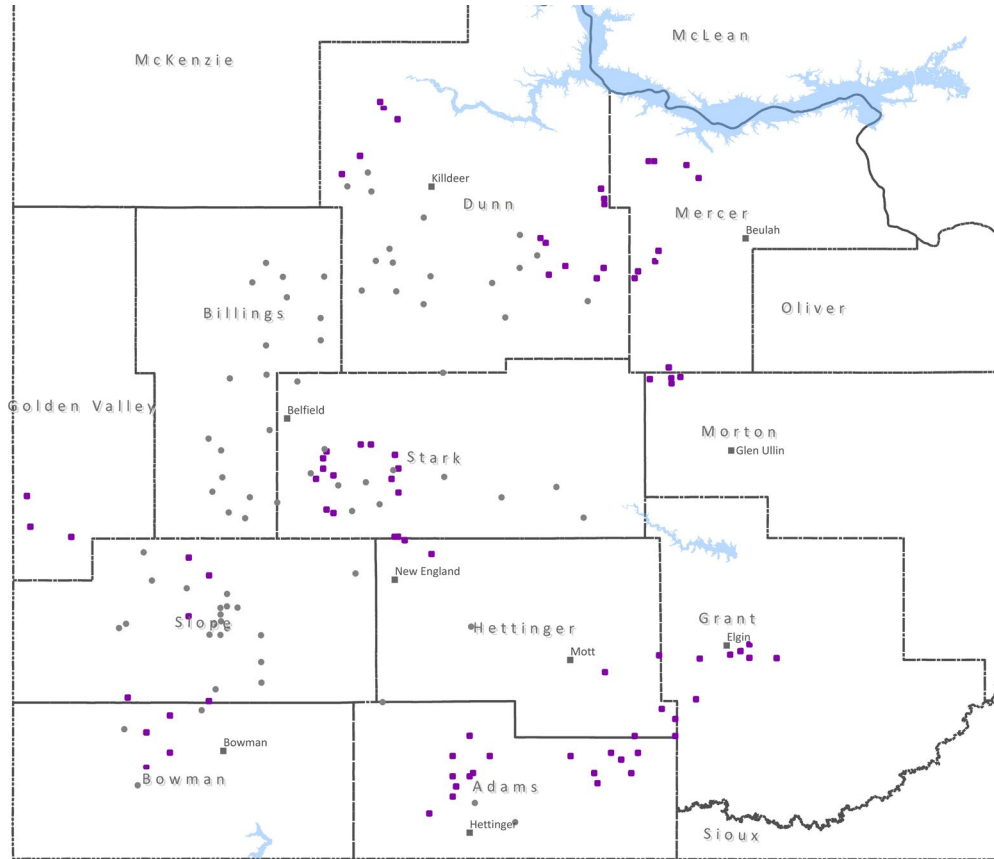 McLean
McKenzie
Killdeer
Dunn
Mercer
Beulah
Billings
Oliver
Golden Valley
Belfield
Morton
Stark
Glen Ullin
New England
Slope
Hettinger
Grant
Elgin
Mott
Bowman
Bowman
Adams
Hettinger
Sioux